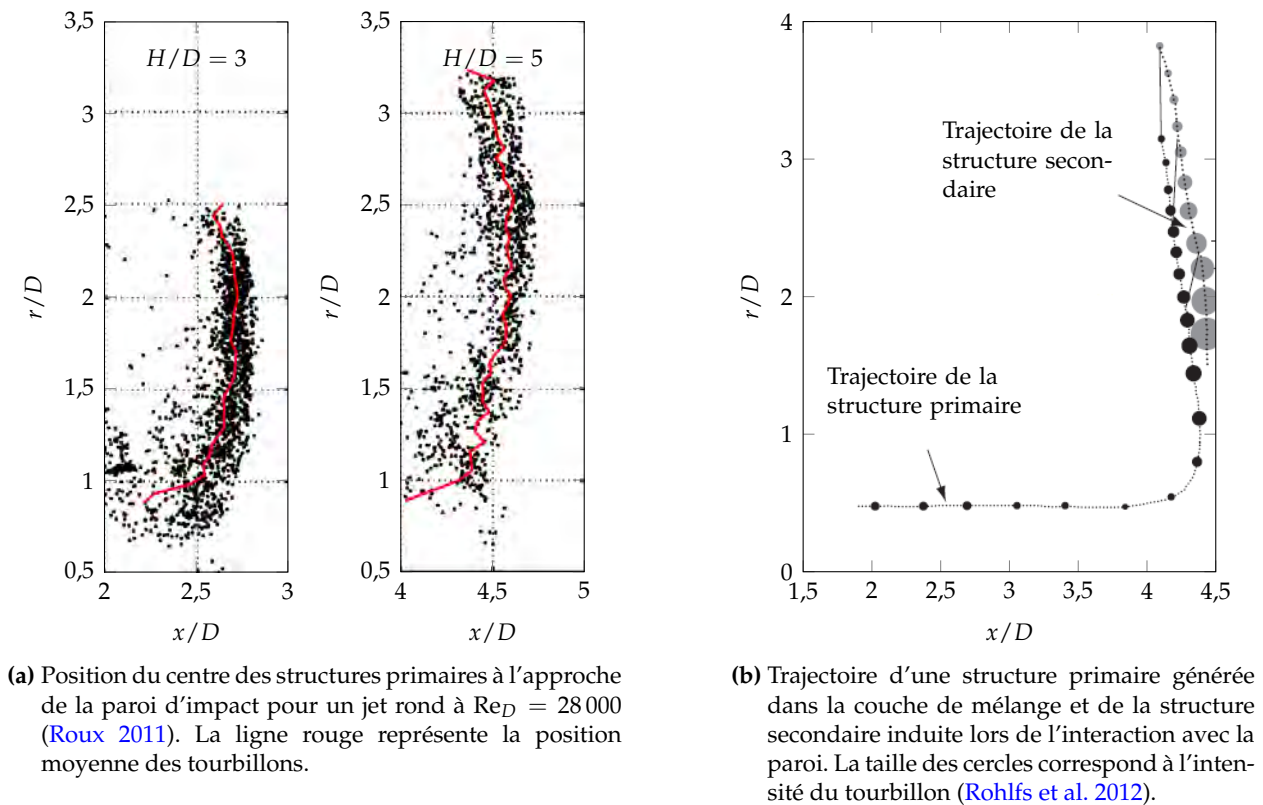 H/D = 3
3,5
3
2,5
2
1,5
1
0,5
r/D
2
2,5
3
x/D
H/D = 5
3,5
3
2,5
2
1,5
1
0,5
r/D
4
4,5
5
x/D
(a) Position du centre des structures primaires à l'approche
de la paroi d'impact pour un jet rond à Re_D = 28 000
(Roux 2011). La ligne rouge représente la position
moyenne des tourbillons.
4
3
2
1
0
r/D
Trajectoire de la
structure secon-
daire
Trajectoire de la
structure primaire
1,5
2
2,5
3
3,5
4
4,5
x/D
(b) Trajectoire d'une structure primaire générée
dans la couche de mélange et de la structure
secondaire induite lors de l'interaction avec la
paroi. La taille des cercles correspond à l'inten-
sité du tourbillon (Rohlfs et al. 2012).